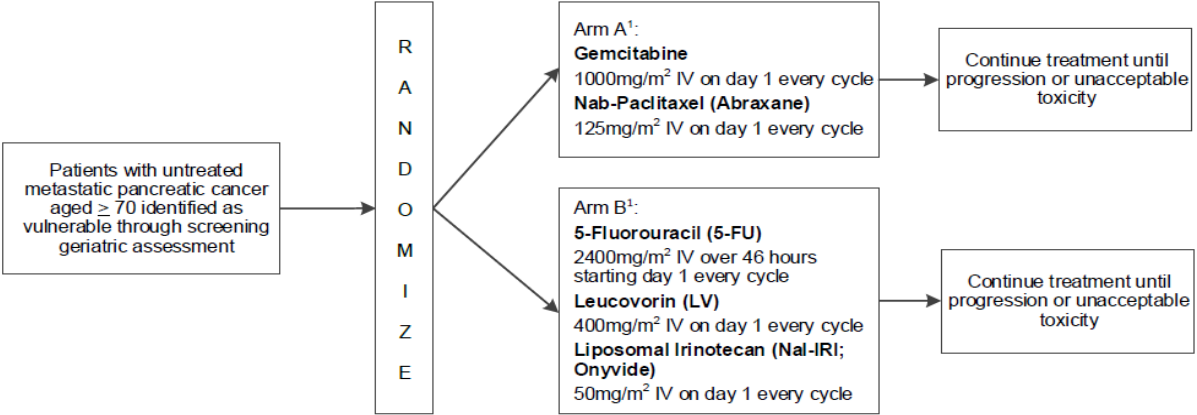 Patients with untreated
metastatic pancreatic cancer
aged ≥ 70 identified as
vulnerable through screening
geriatric assessment
R
A
N
D
O
M
I
Z
E
Arm A¹:
Gemcitabine
1000mg/m² IV on day 1 every cycle
Nab-Paclitaxel (Abraxane)
125mg/m² IV on day 1 every cycle
Continue treatment until
progression or unacceptable
toxicity
Arm B¹:
5-Fluorouracil (5-FU)
2400mg/m² IV over 46 hours
starting day 1 every cycle
Leucovorin (LV)
400mg/m² IV on day 1 every cycle
Liposomal Irinotecan (Nal-IRI;
Onyvide)
50mg/m² IV on day 1 every cycle
Continue treatment until
progression or unacceptable
toxicity